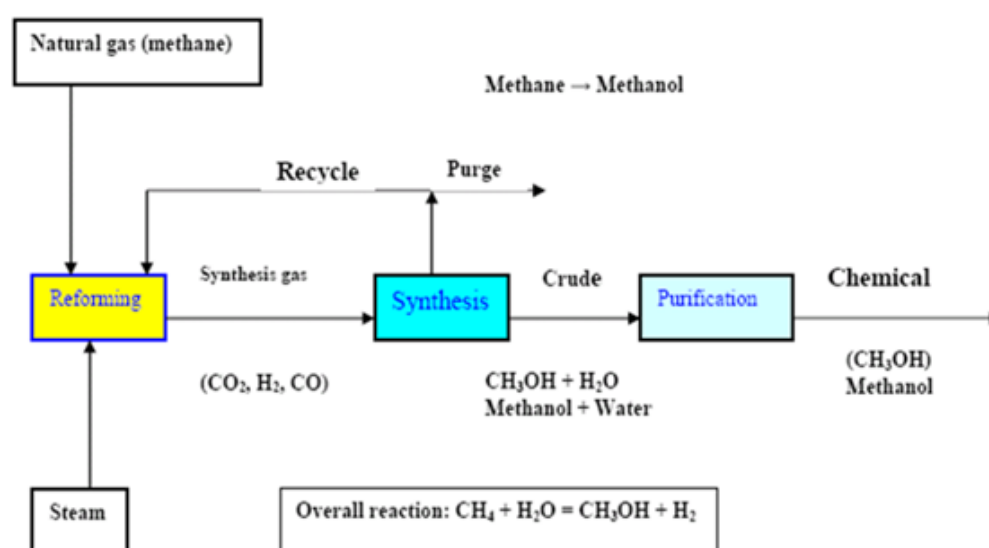 Natural gas (methane)
Methane → Methanol
Recycle
Purge
Synthesis gas
Crude
Chemical
Reforming
Synthesis
Purification
(CO₂, H₂, CO)
CH₃OH + H₂O
Methanol + Water
(CH₃OH)
Methanol
Steam
Overall reaction: CH₄ + H₂O = CH₃OH + H₂